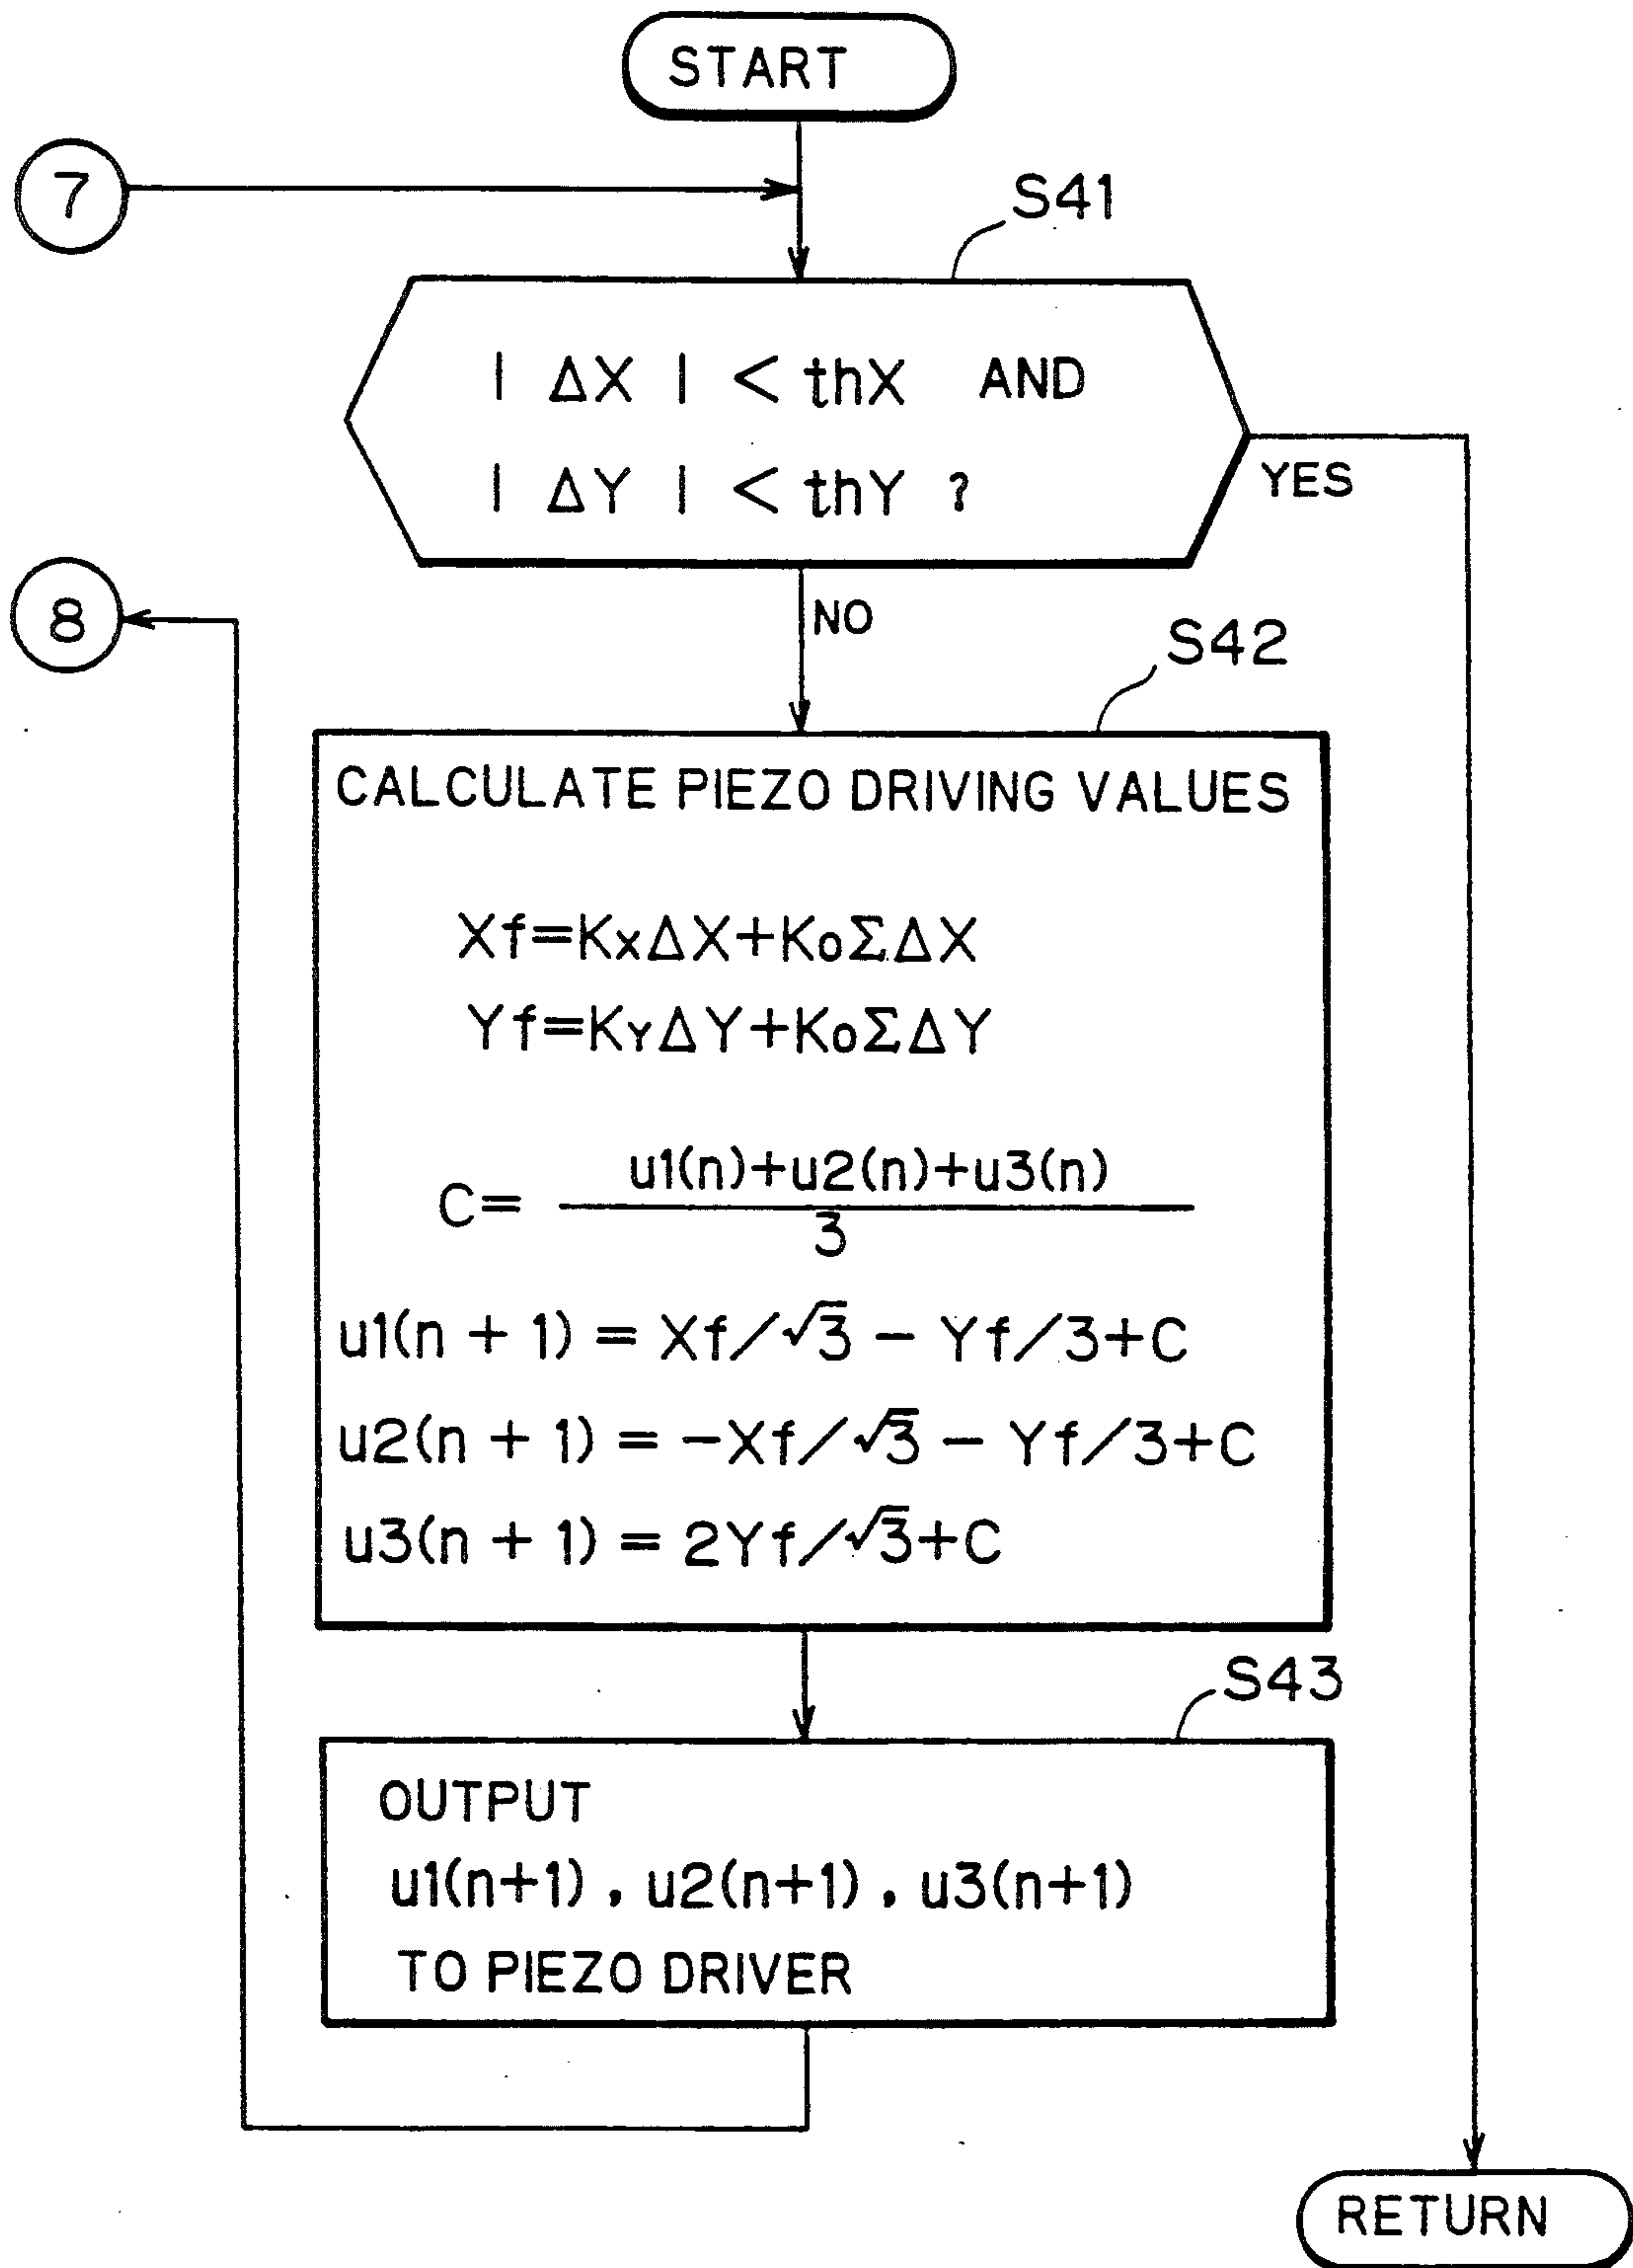 START
7
S41
| ΔX | < thX AND
| ΔY | < thY ?
YES
8
NO
S42
CALCULATE PIEZO DRIVING VALUES
Xf=KxΔX+KoΣΔX
Yf=KYΔY+KoΣΔY
u1(n)+u2(n)+u3(n)
C=
3
u1(n + 1) = Xf/√3 - Yf/3+C
u2(n + 1) = -Xf/√3 - Yf/3+C
u3(n + 1) = 2Yf/√3+C
S43
OUTPUT
u1(n+1), u2(n+1), u3(n+1)
TO PIEZO DRIVER
RETURN